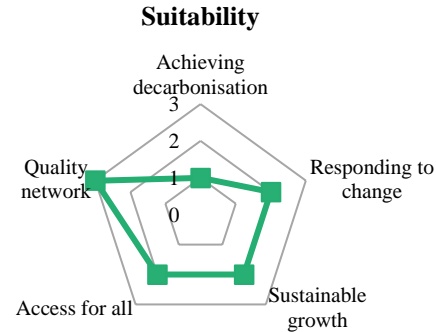 Suitability
Achieving
decarbonisation
3
2
1
0
Responding to
change
Sustainable
growth
Access for all
Quality
network